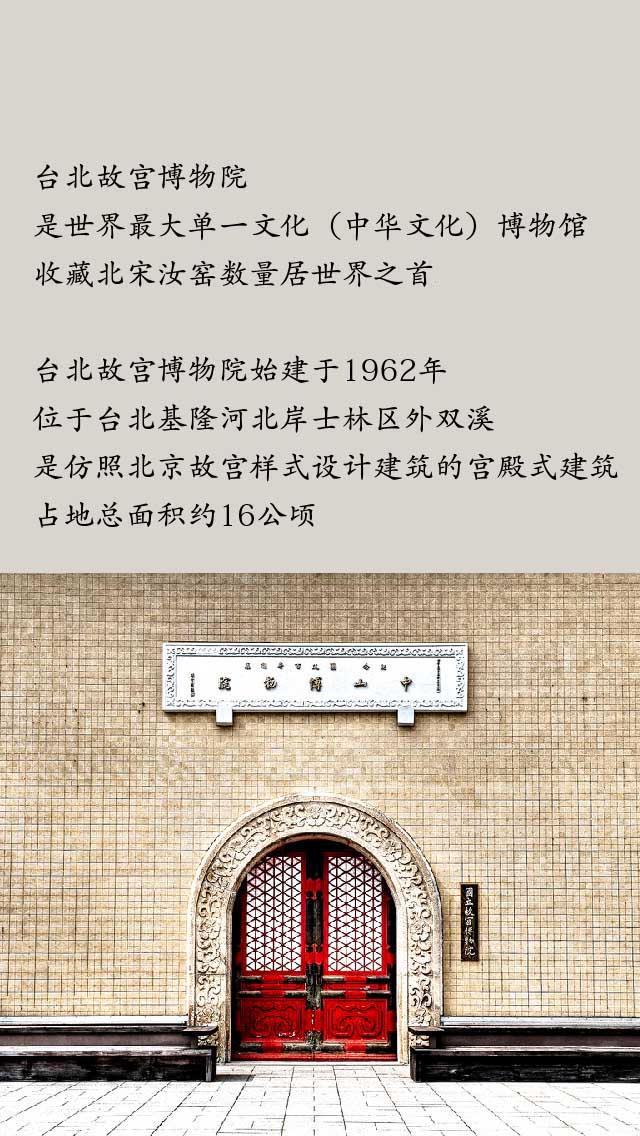 台北故宫博物院
是世界最大单一文化（中华文化）博物馆
收藏北宋汝窑数量居世界之首
台北故宫博物院始建于1962年
位于台北基隆河北岸士林区外双溪
是仿照北京故宫样式设计建筑的宫殿式建筑
占地总面积约16公顷
院物博山中
國立故宮博物院